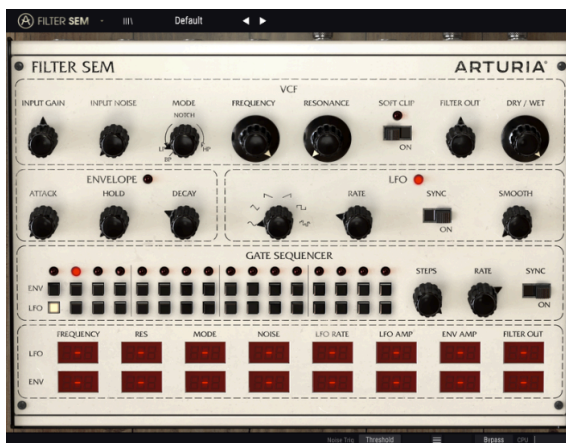 FILTER SEM Default
FILTER SEM ARTURIA
VCF
INPUT GAIN INPUT NOISE MODE FREQUENCY RESONANCE SOFT CLIP FILTER OUT DRY / WET
NOTCH
LP HP
BP
ON
ENVELOPE LFO
ATTACK HOLD DECAY RATE SYNC SMOOTH
ON
GATE SEQUENCER
STEPS RATE SYNC
ENV
LFO
ON
FREQUENCY RES MODE NOISE LFO RATE LFO AMP ENV AMP FILTER OUT
LFO - - - - - - - -
ENV - - - - - - - -
Noise Trig Threshold Bypass CPU